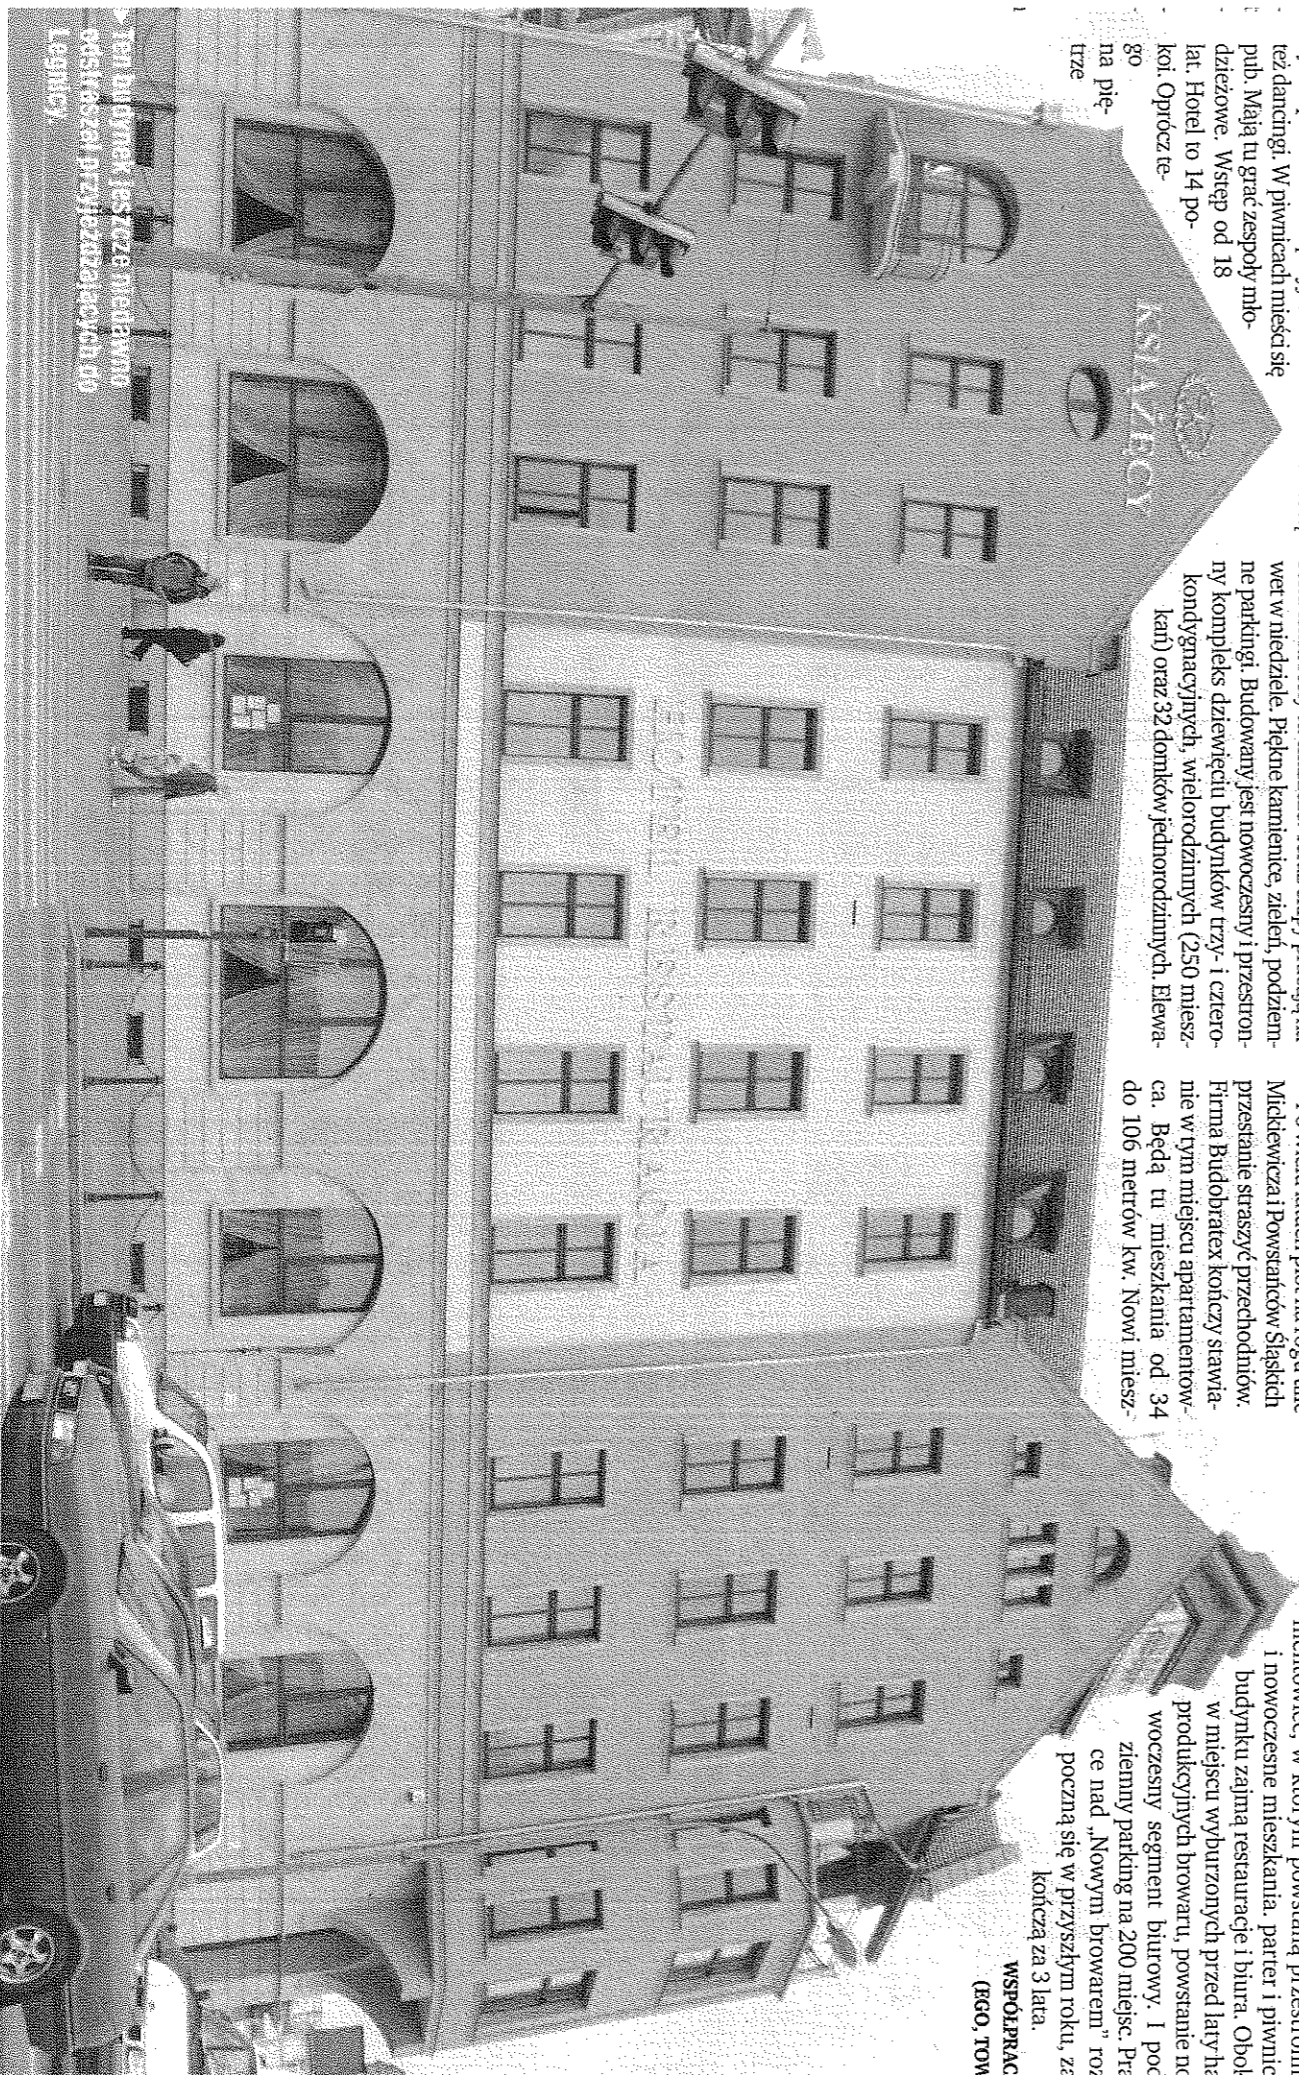 też dancingi. W piwnicach mieści się
pub. Mają tu grać zespoły mło-
dzieżowe. Wstęp od 18
lat. Hotel to 14 po-
koi. Oprócz te-
go
na pię-
trze
wet w niedziele. Piękne kamienice, zieleń, podziem-
ne parkingi. Budowany jest nowoczesny i przestron-
ny kompleks dziewięciu budynków trzy- i cztero-
kondygnacyjnych, wielorodzinnych (250 miesz-
kań) oraz 32 domków jednorodzinnych. Elewa-
Mickiewicza i Powstańców Śląskich
przestanie straszyć przechodniów.
Firma Budobratex kończy stawia-
nie w tym miejscu apartamentow-
ca. Będą tu mieszkania od 34
do 106 metrów kw. Nowi miesz-
i nowoczesne mieszkania. parter i piwnic
budynku zajmą restauracje i biura. Obok
w miejscu wyburzonych przed laty ha
produkcyjnych browaru, powstanie no
woczesny segment biurowy. I pod
ziemny parking na 200 miejsc. Pra
ce nad „Nowym browarem” roz
poczną się w przyszłym roku, za
kończą za 3 lata.
WSPÓŁPRAC
(EGO, TOW
KSIĄŻĘCY
Ten budynek jeszcze niedawno
odstraszał przyjeżdżających do
Legnicy.